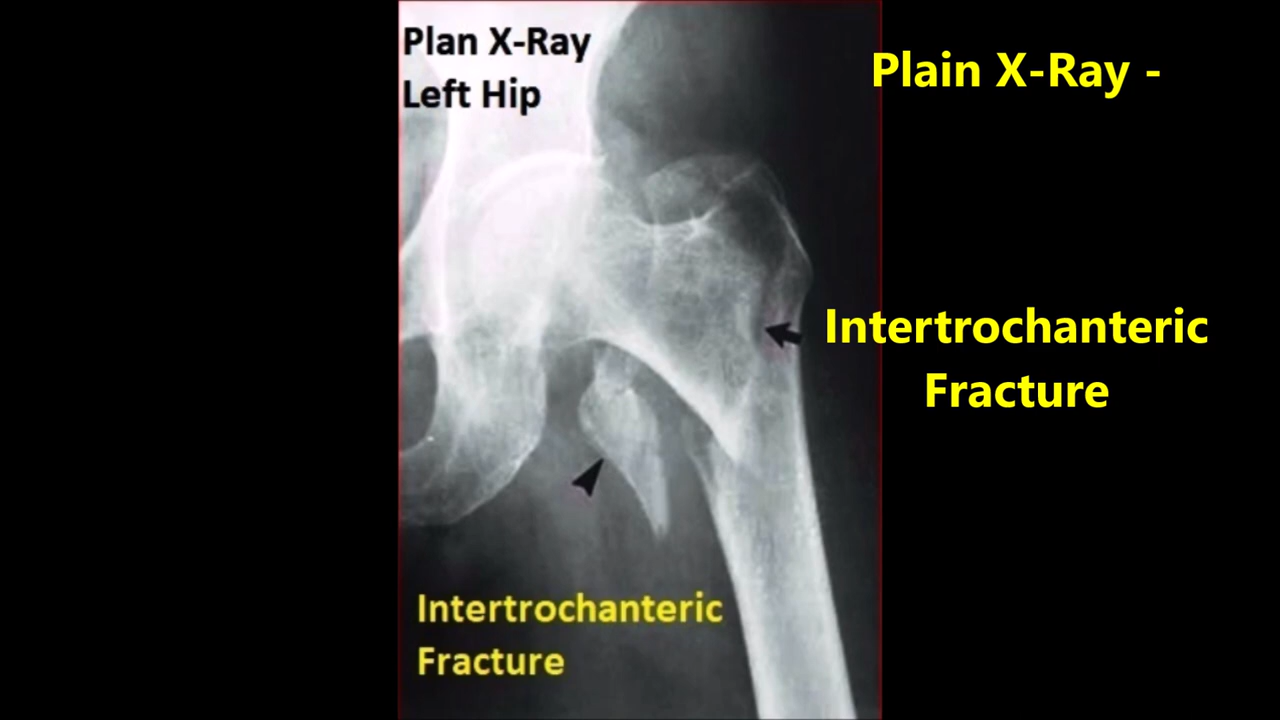 Plan X-Ray
Left Hip
Plain X-Ray -
Intertrochanteric
Fracture
Intertrochanteric
Fracture